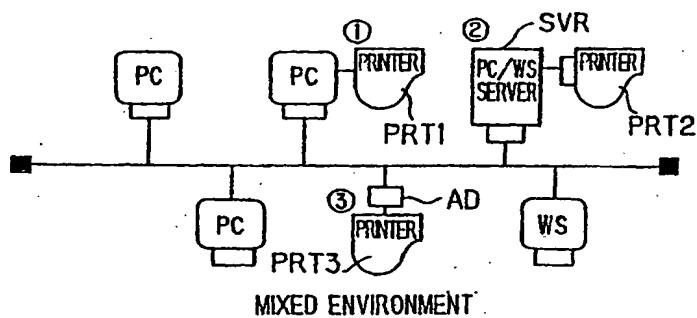 ① ② SVR
PC PC PRINTER PC/WS SERVER PRINTER
PRT1 PRT2
③ AD
PC PRINTER WS
PRT3
MIXED ENVIRONMENT